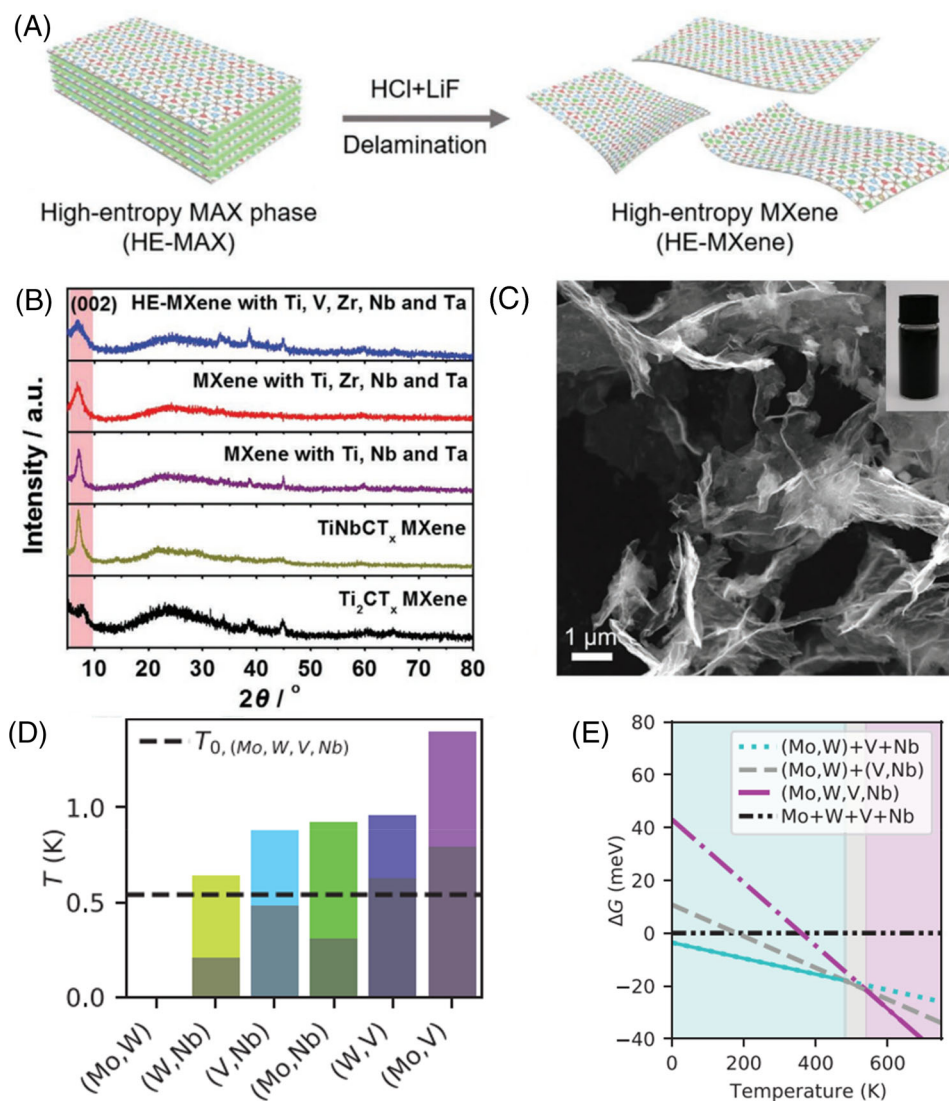 (A)
HCl+LiF
Delamination
High-entropy MAX phase
(HE-MAX)
High-entropy MXene
(HE-MXene)
(B)
(002)
HE-MXene with Ti, V, Zr, Nb and Ta
MXene with Ti, Zr, Nb and Ta
MXene with Ti, Nb and Ta
TiNbCTx MXene
Ti2CTx MXene
Intensity / a.u.
10 20 30 40 50 60 70 80
2θ / °
(C)
1 μm
(D)
T0, (Mo, W, V, Nb)
T (K)
1.0
0.5
0.0
(Mo,W)
(W,Nb)
(V,Nb)
(Mo,Nb)
(W,V)
(Mo,V)
(E)
(Mo,W)+V+Nb
(Mo,W)+(V,Nb)
(Mo,W,V,Nb)
Mo+W+V+Nb
ΔG (meV)
80
60
40
20
0
−20
−40
0 200 400 600
Temperature (K)